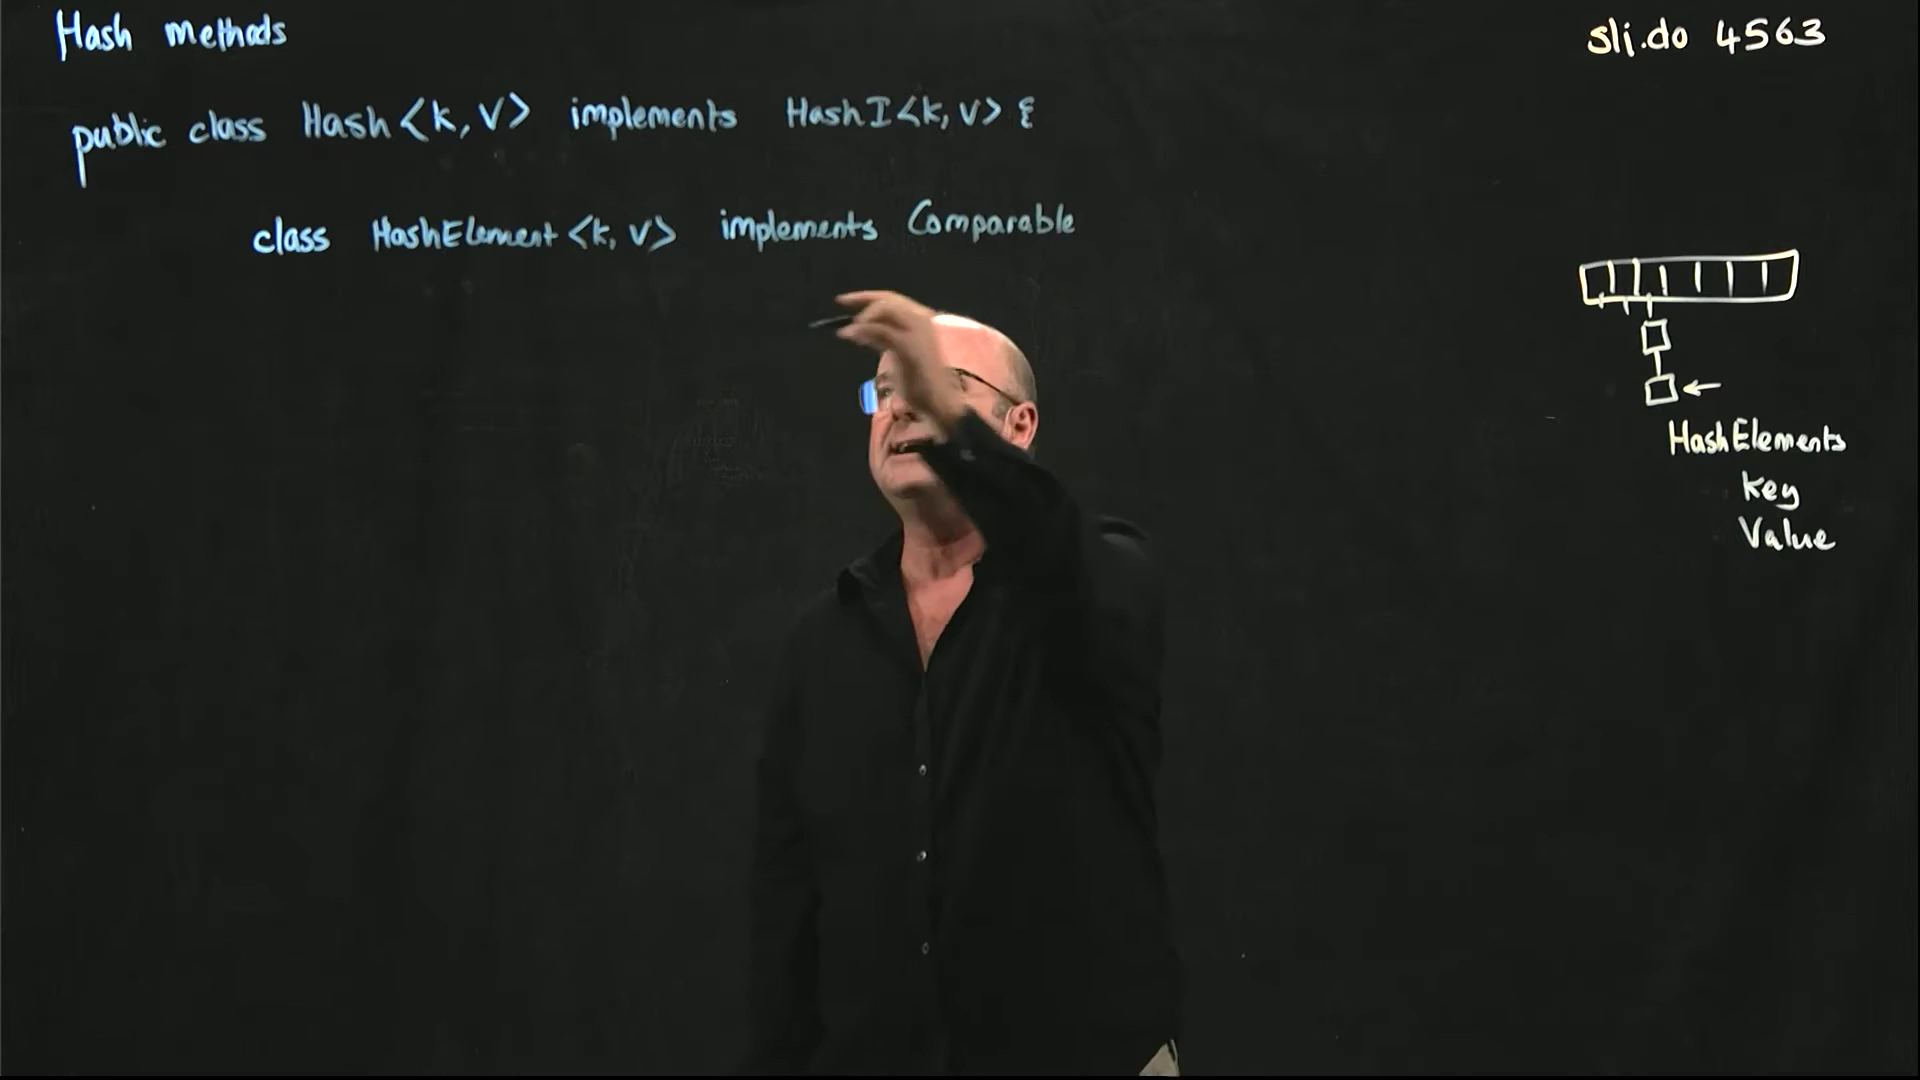 Hash methods
sli.do 4563
public class Hash<k, V> implements HashI<k, V> {
class HashElement<k, V> implements Comparable
HashElements
key
Value